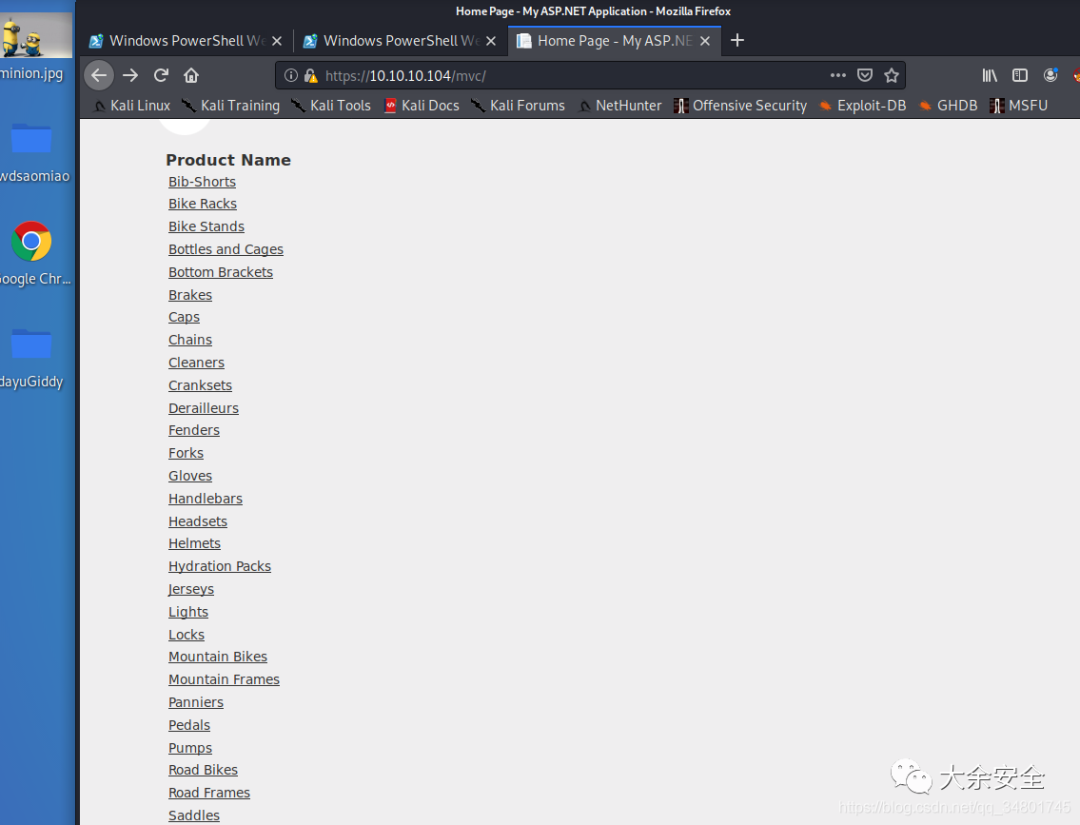 Home Page - My ASP.NET Application - Mozilla Firefox
Windows PowerShell We
Windows PowerShell We
Home Page - My ASP.NE
https://10.10.10.104/mvc/
Kali Linux
Kali Training
Kali Tools
Kali Docs
Kali Forums
NetHunter
Offensive Security
Exploit-DB
GHDB
MSFU
minion.jpg
wdsaomiao
oogle Chr...
dayuGiddy
Product Name
Bib-Shorts
Bike Racks
Bike Stands
Bottles and Cages
Bottom Brackets
Brakes
Caps
Chains
Cleaners
Cranksets
Derailleurs
Fenders
Forks
Gloves
Handlebars
Headsets
Helmets
Hydration Packs
Jerseys
Lights
Locks
Mountain Bikes
Mountain Frames
Panniers
Pedals
Pumps
Road Bikes
Road Frames
Saddles
大余安全
https://blog.csdn.net/qq_34801745